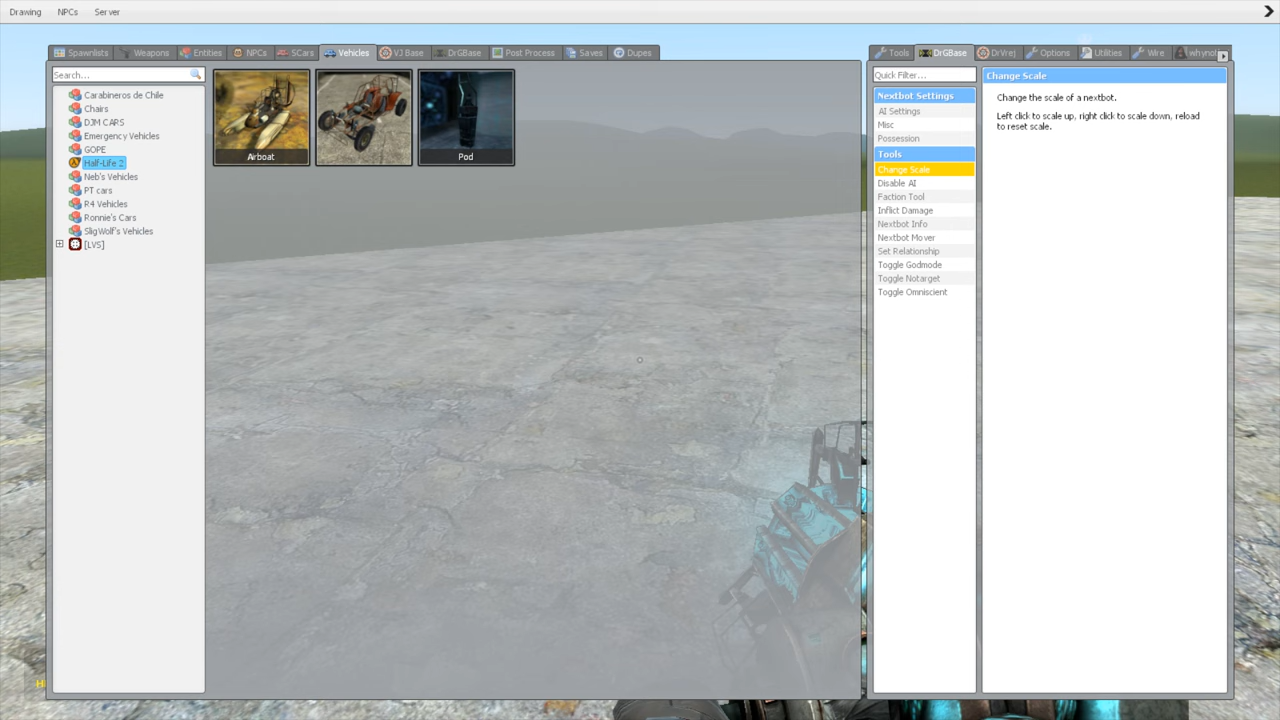 Drawing NPCs Server
Spawnlists Weapons Entities NPCs SCars Vehicles VJ Base DrGBase Post Process Saves Dupes
Search...
Carabineros de Chile
Chairs
DJM CARS
Emergency Vehicles
GOPE
Half-Life 2
Neb's Vehicles
PT cars
R4 Vehicles
Ronnie's Cars
SligWolf's Vehicles
[LVS]
Airboat
Pod
Tools DrGBase DrVrej Options Utilities Wire whynot
Quick Filter...
Nextbot Settings
AI Settings
Misc
Possession
Tools
Change Scale
Disable AI
Faction Tool
Inflict Damage
Nextbot Info
Nextbot Mover
Set Relationship
Toggle Godmode
Toggle Notarget
Toggle Omniscient
Change Scale
Change the scale of a nextbot.
Left click to scale up, right click to scale down, reload
to reset scale.